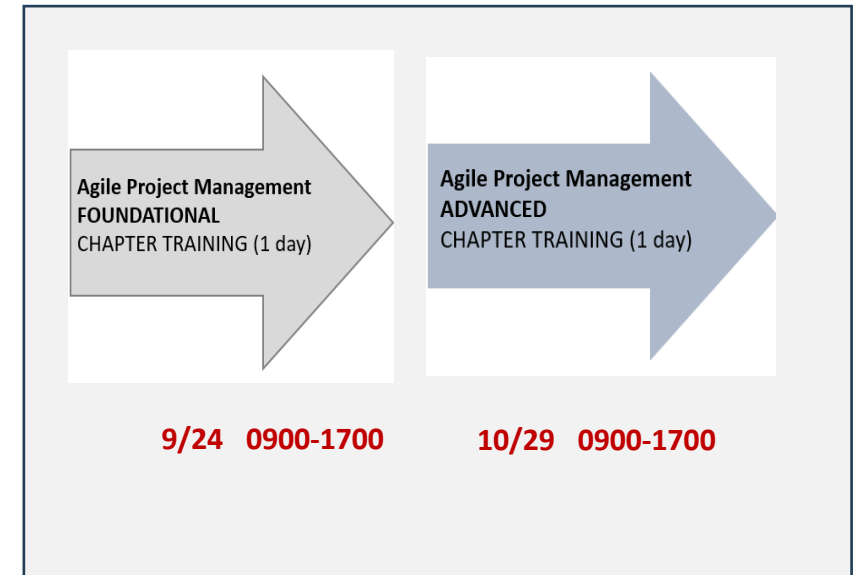 Agile Project Management
FOUNDATIONAL
CHAPTER TRAINING (1 day)
Agile Project Management
ADVANCED
CHAPTER TRAINING (1 day)
9/24 0900-1700
10/29 0900-1700